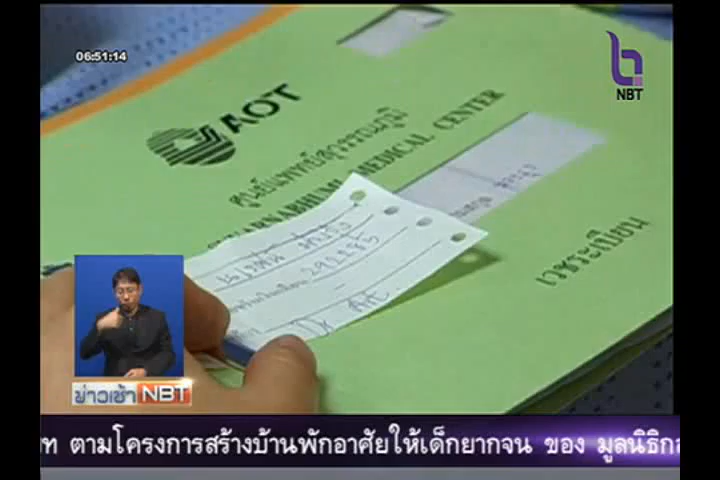 06:51:14
NBT
AOT
ศูนย์แพทย์สุวรรณภูมิ
SUVARNABHUMI MEDICAL CENTER
เวชระเบียน
ข่าวเช้า NBT
ตามโครงการสร้างบ้านพักอาศัยให้เด็กยากจน ของ มูลนิธิ